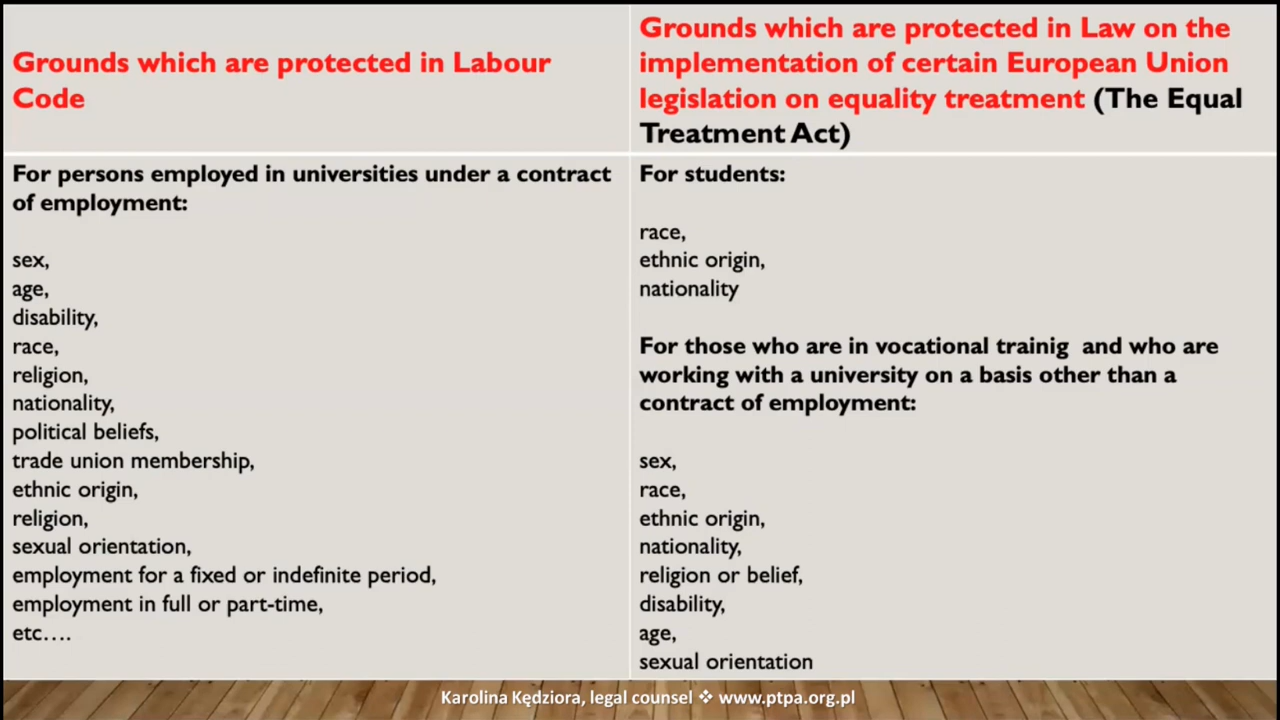 Grounds which are protected in Labour
Code
Grounds which are protected in Law on the
implementation of certain European Union
legislation on equality treatment (The Equal
Treatment Act)
For persons employed in universities under a contract
of employment:
sex,
age,
disability,
race,
religion,
nationality,
political beliefs,
trade union membership,
ethnic origin,
religion,
sexual orientation,
employment for a fixed or indefinite period,
employment in full or part-time,
etc….
For students:
race,
ethnic origin,
nationality
For those who are in vocational trainig and who are
working with a university on a basis other than a
contract of employment:
sex,
race,
ethnic origin,
nationality,
religion or belief,
disability,
age,
sexual orientation
Karolina Kędziora, legal counsel ❖ www.ptpa.org.pl